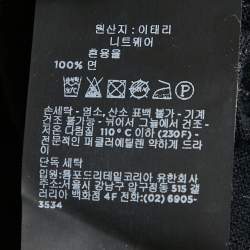 원산지 : 이태리
니트웨어
혼용율
100% 면
손세탁 - 염소, 산소 표백 불가 - 기계
건조 불가능 - 뉘어서 그늘에서 건조 -
저온 다림질 110° C 이하 (230F) -
전문적인 퍼클러에틸렌 약하게 드라
이
단독 세탁
수입원 : 톰포드리테일코리아 유한회사
주소:서울시 강남구 압구정동 515 갤
러리아 백화점 4F 전화:(02) 6905-
3534